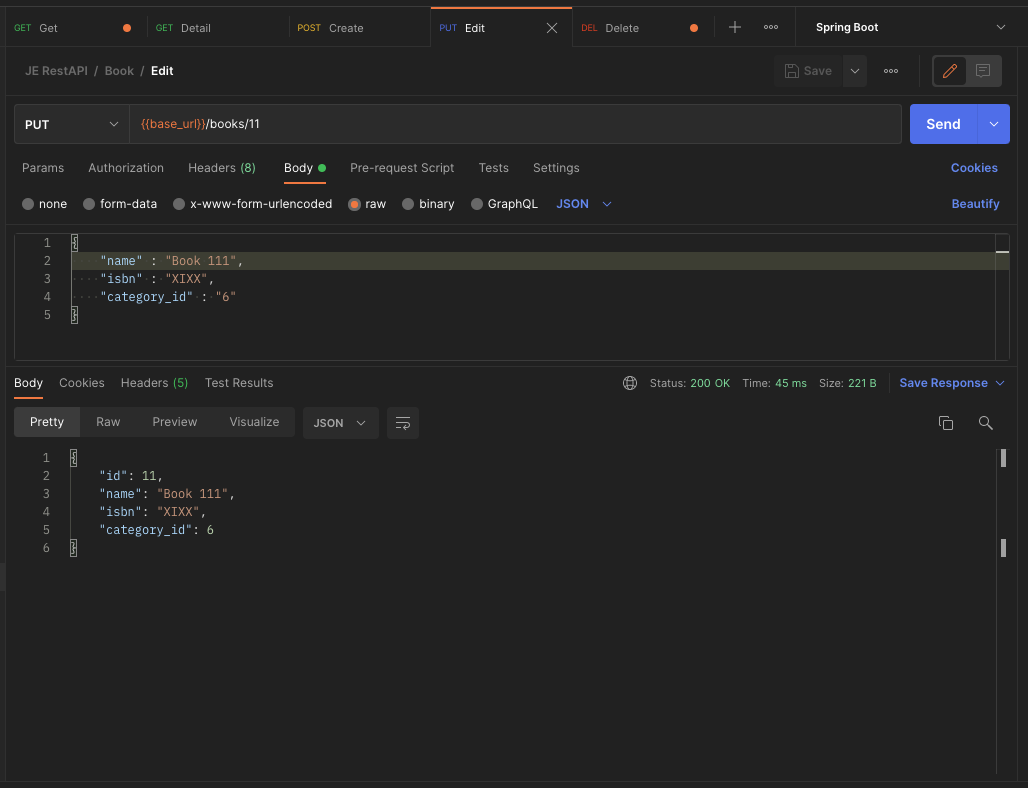 GET Get GET Detail POST Create PUT Edit DEL Delete Spring Boot
JE RestAPI / Book / Edit Save
PUT {{base_url}}/books/11 Send
Params Authorization Headers (8) Body Pre-request Script Tests Settings Cookies
none form-data x-www-form-urlencoded raw binary GraphQL JSON Beautify
1 {
2 "name" : "Book 111",
3 "isbn" : "XIXX",
4 "category_id" : "6"
5 }
Body Cookies Headers (5) Test Results Status: 200 OK Time: 45 ms Size: 221 B Save Response
Pretty Raw Preview Visualize JSON
1 {
2 "id": 11,
3 "name": "Book 111",
4 "isbn": "XIXX",
5 "category_id": 6
6 }